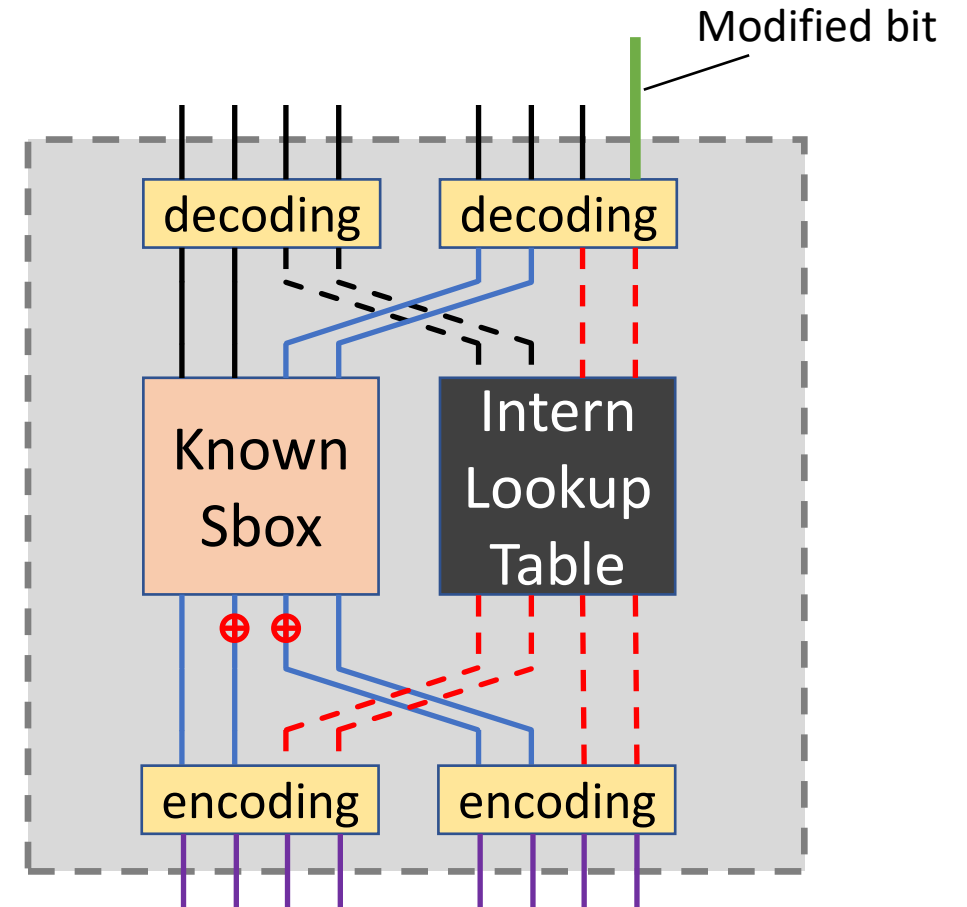 Modified bit
decoding
decoding
Known
Sbox
Intern
Lookup
Table
encoding
encoding